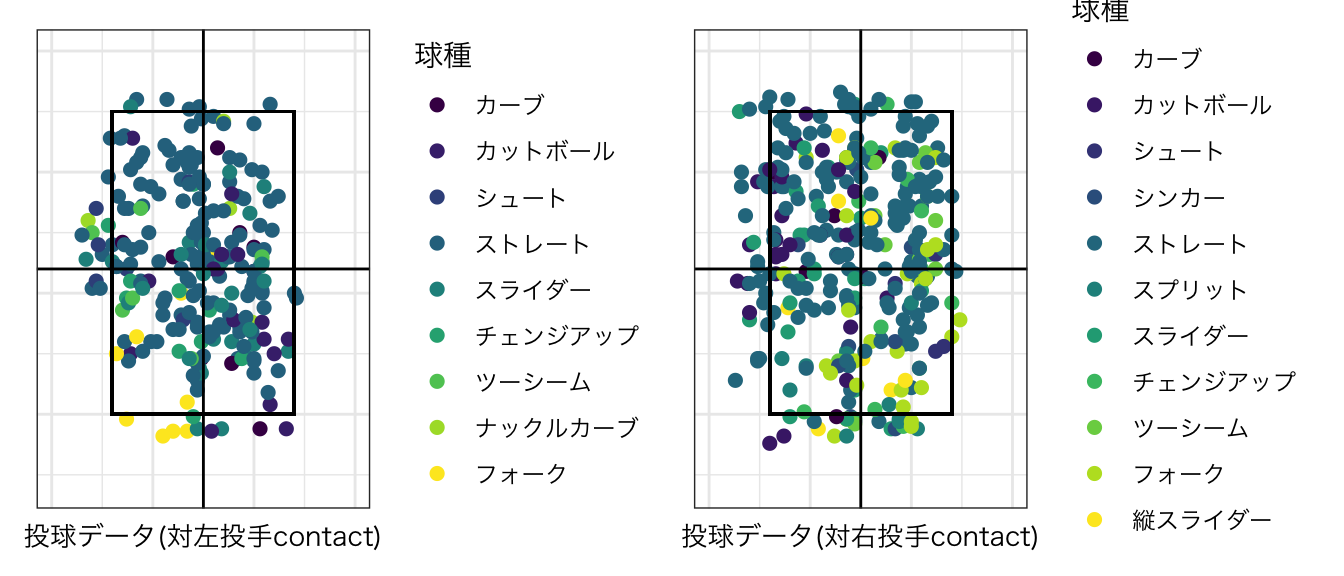 球種
カーブ
カットボール
シュート
ストレート
スライダー
チェンジアップ
ツーシーム
ナックルカーブ
フォーク
投球データ(対左投手contact)
球種
カーブ
カットボール
シュート
シンカー
ストレート
スプリット
スライダー
チェンジアップ
ツーシーム
フォーク
縦スライダー
投球データ(対右投手contact)